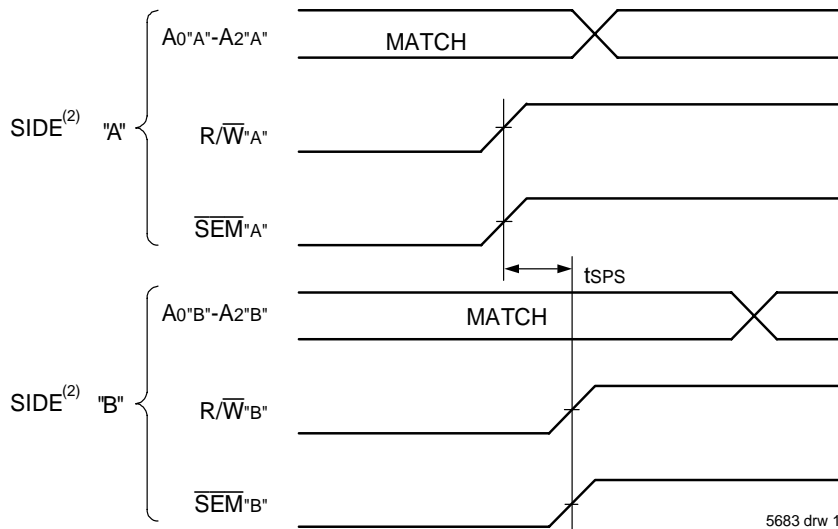 A0"A"-A2"A"
MATCH
SIDE(2) "A"
R/W"A"
SEM"A"
tSPS
A0"B"-A2"B"
MATCH
SIDE(2) "B"
R/W"B"
SEM"B"
5683 drw 1